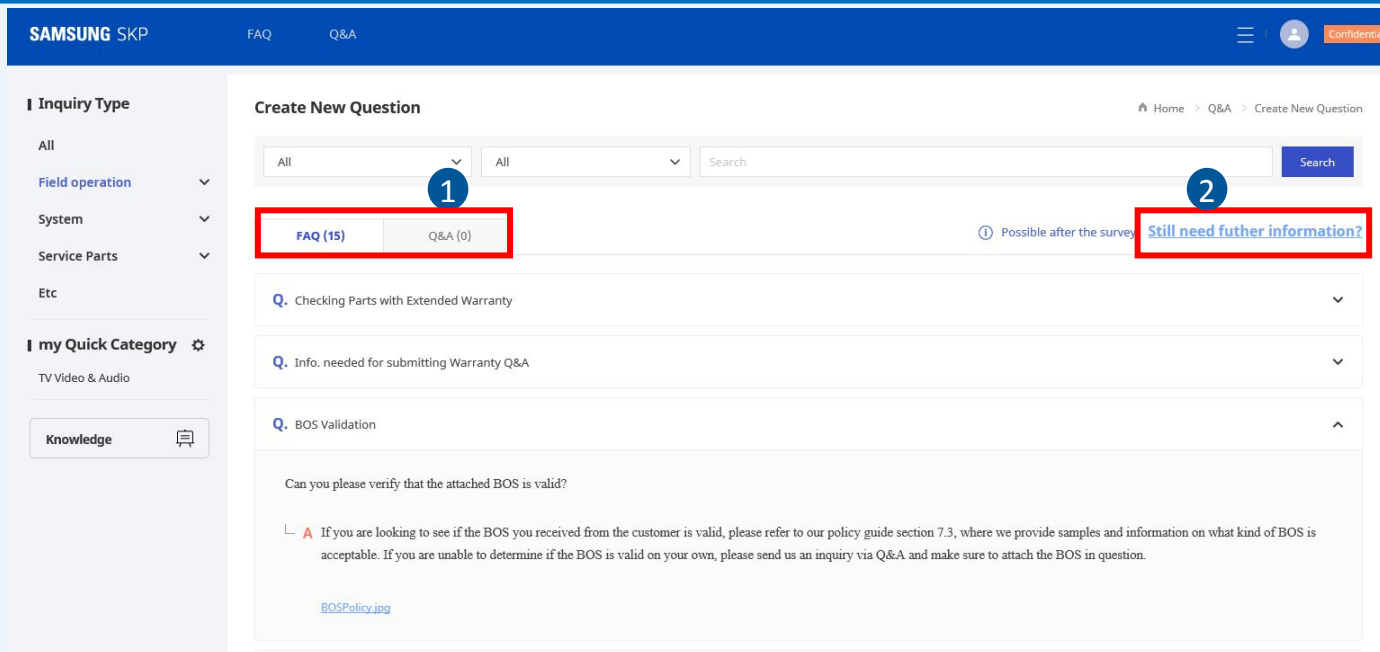 SAMSUNG SKP FAQ Q&A Confidentia
Inquiry Type
All
Field operation
System
Service Parts
Etc
my Quick Category
TV Video & Audio
Knowledge
Create New Question
Home > Q&A > Create New Question
All All Search Search
1
2
FAQ (15) Q&A (0)
Possible after the survey Still need futher information?
Q. Checking Parts with Extended Warranty
Q. Info. needed for submitting Warranty Q&A
Q. BOS Validation
Can you please verify that the attached BOS is valid?
A If you are looking to see if the BOS you received from the customer is valid, please refer to our policy guide section 7.3, where we provide samples and information on what kind of BOS is
acceptable. If you are unable to determine if the BOS is valid on your own, please send us an inquiry via Q&A and make sure to attach the BOS in question.
BOSPolicy.jpg